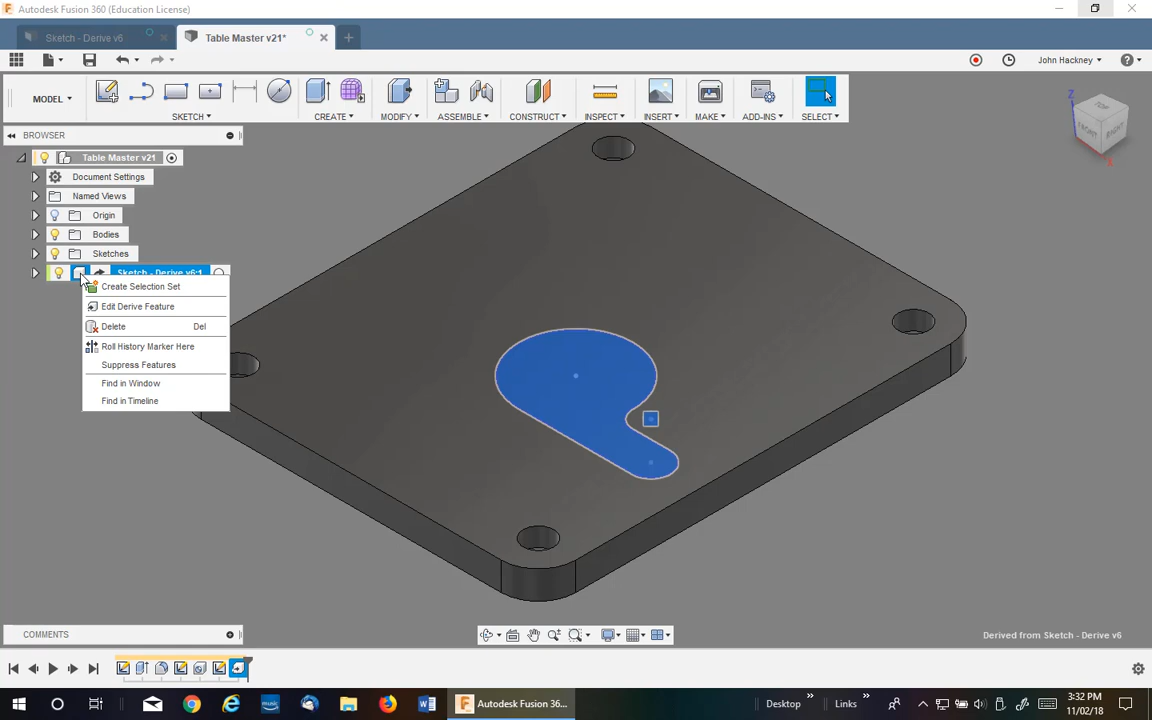 Autodesk Fusion 360 (Education License)
Sketch - Derive v6
Table Master v21*
John Hackney
MODEL
SKETCH
CREATE
MODIFY
ASSEMBLE
CONSTRUCT
INSPECT
INSERT
MAKE
ADD-INS
SELECT
BROWSER
Table Master v21
Document Settings
Named Views
Origin
Bodies
Sketches
Sketch - Derive v6:1
Create Selection Set
Edit Derive Feature
Delete Del
Roll History Marker Here
Suppress Features
Find in Window
Find in Timeline
Z
TOP
FRONT
RIGHT
X
COMMENTS
Derived from Sketch - Derive v6
Autodesk Fusion 36...
Desktop
Links
3:32 PM
11/02/18